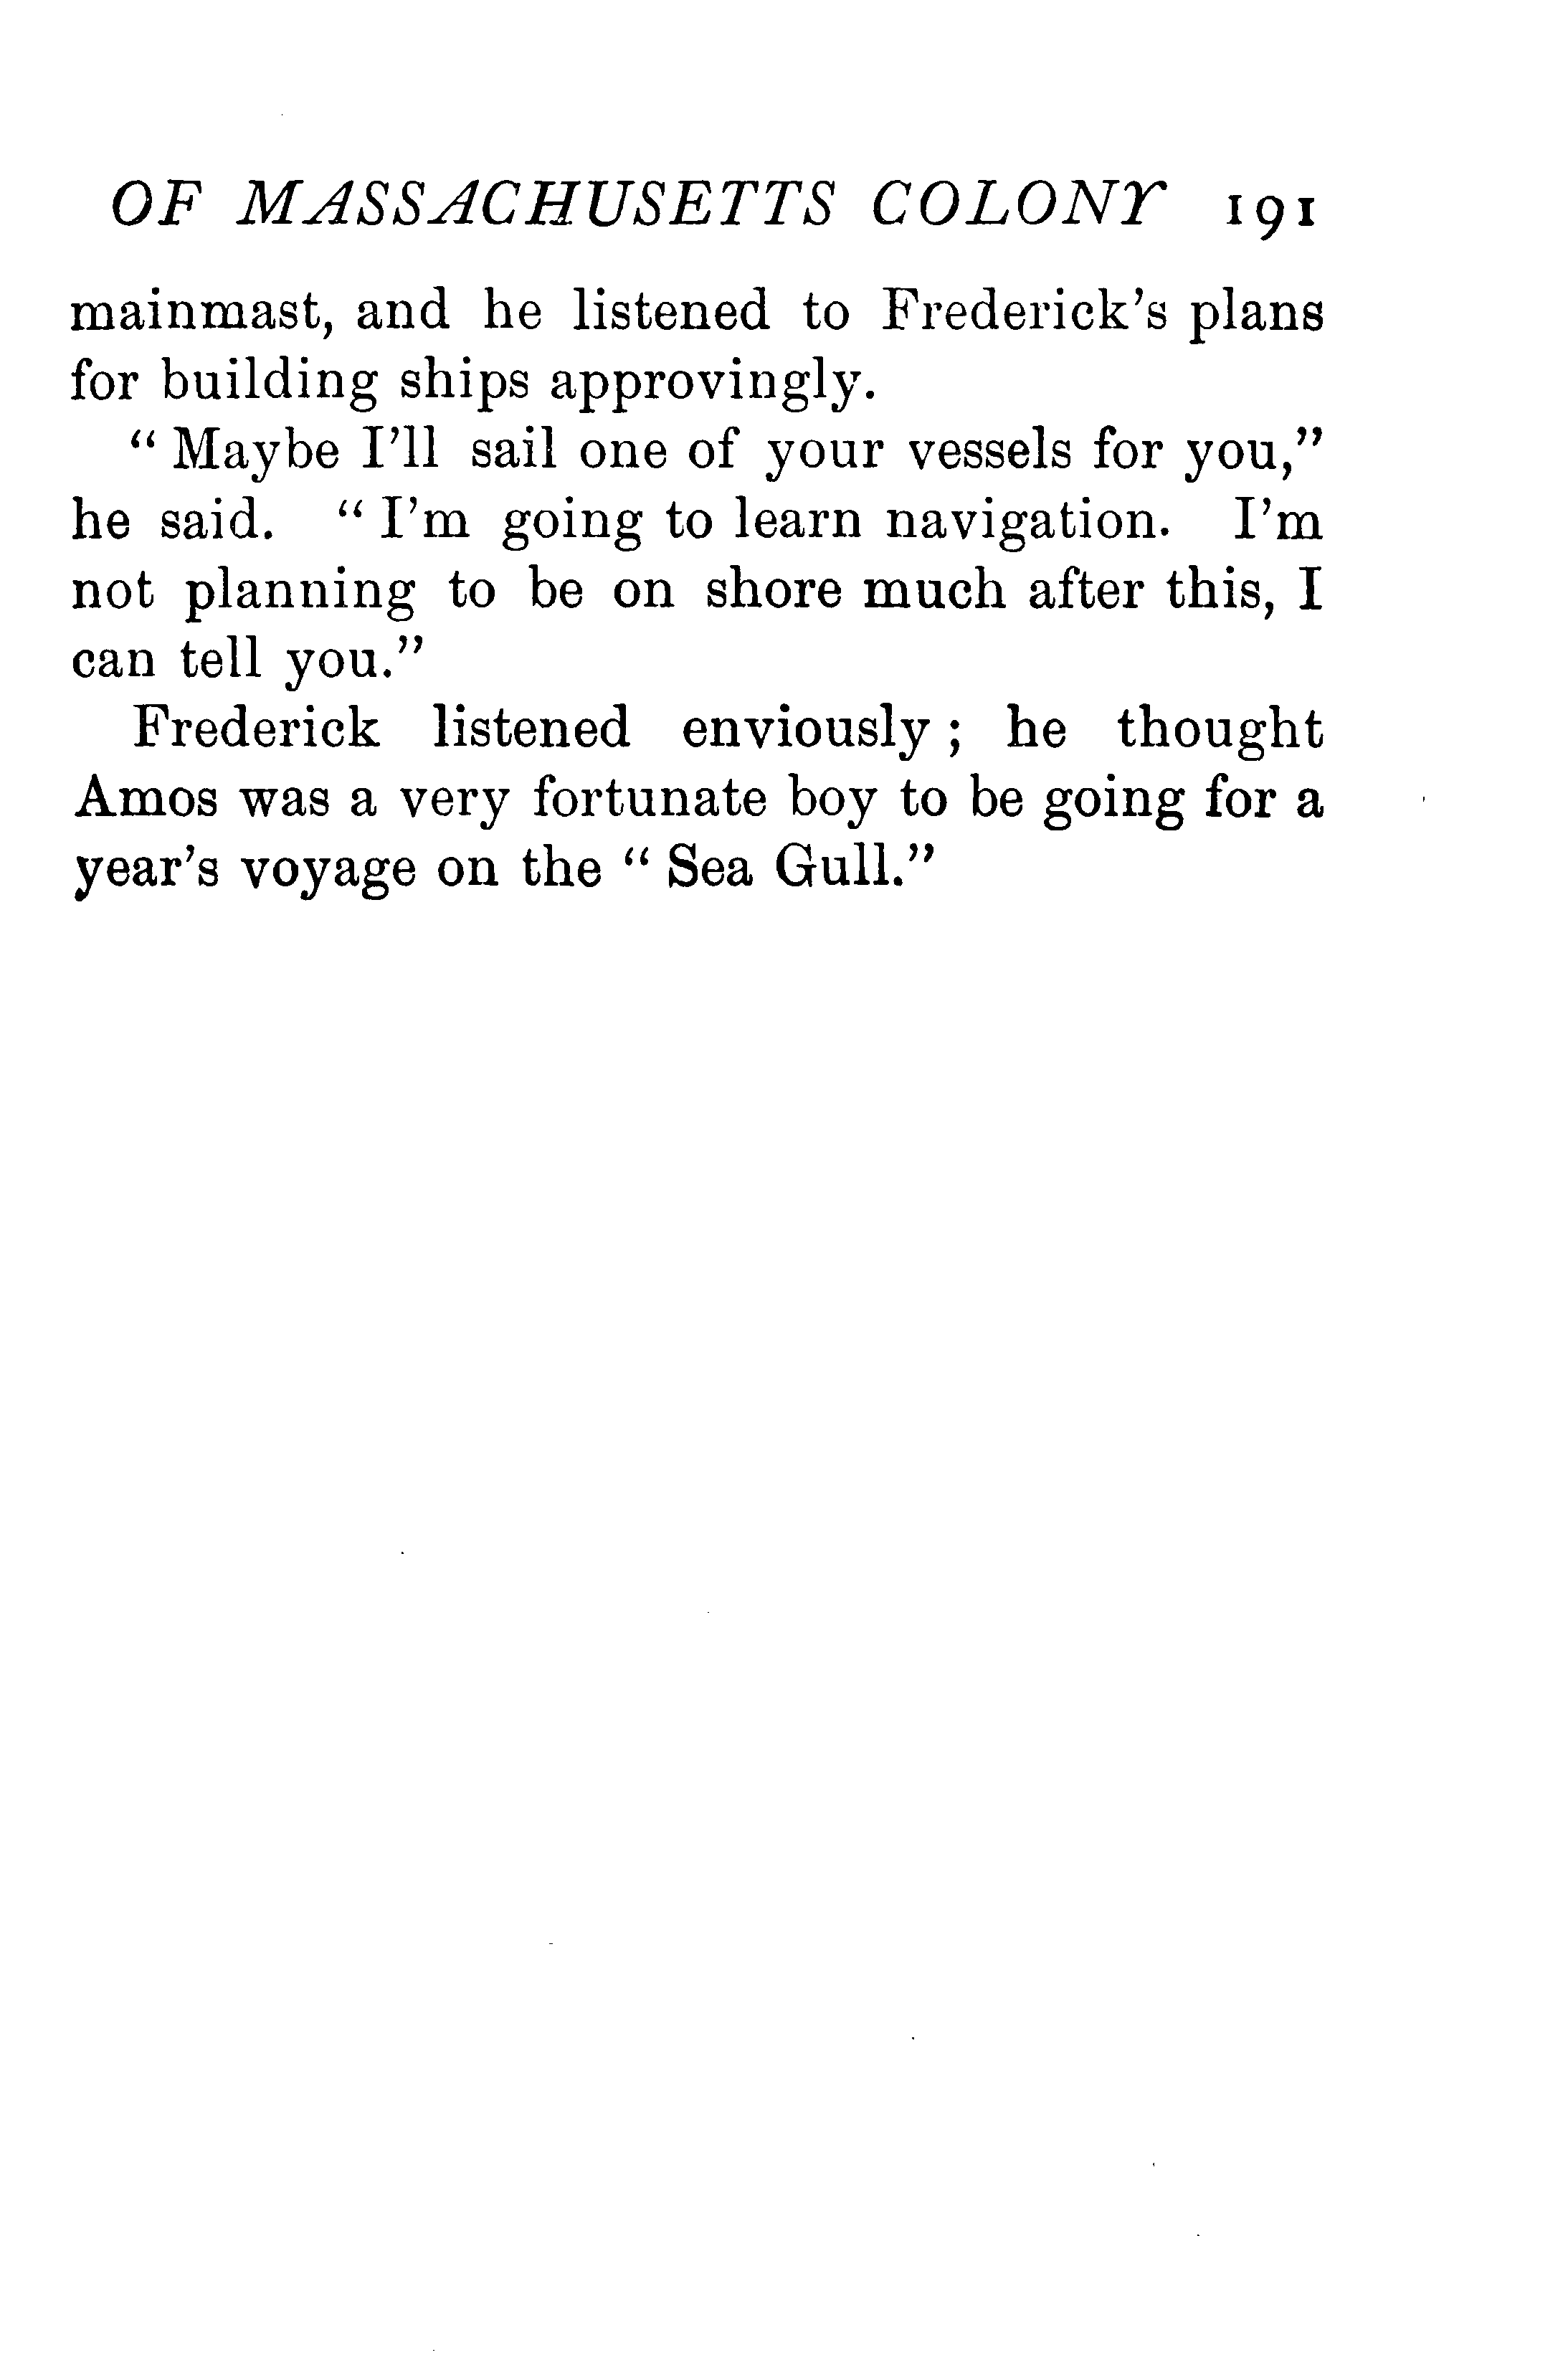 OF MASSACHUSETTS COLONY 191
mainmast, and he listened to Frederick's plans
for building ships approvingly.
“Maybe I'll sail one of your vessels for you,”
he said. “I'm going to learn navigation. I'm
not planning to be on shore much after this, I
can tell you.”
Frederick listened enviously; he thought
Amos was a very fortunate boy to be going for a
year's voyage on the “Sea Gull.”